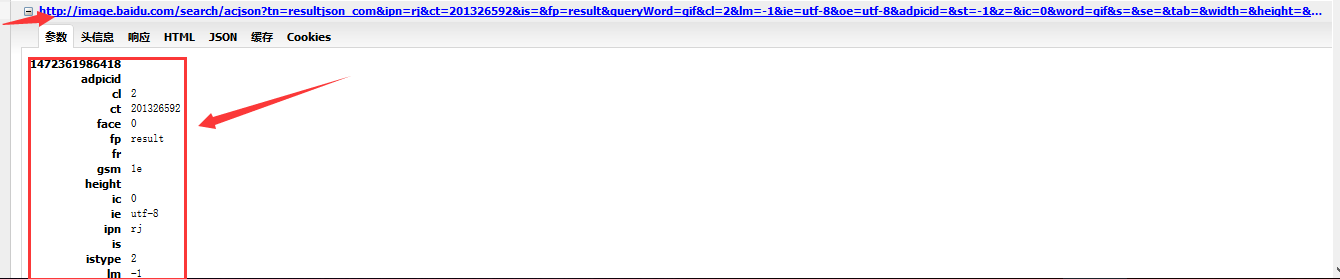 http://image.baidu.com/search/acjson?tn=resultjson_com&ipn=rj&ct=201326592&is=&fp=result&queryWord=gif&cl=2&lm=-1&ie=utf-8&oe=utf-8&adpicid=&st=-1&z=&ic=0&word=gif&s=&se=&tab=&width=&height=&...
参数 头信息 响应 HTML JSON 缓存 Cookies
1472361986418
adpicid
cl 2
ct 201326592
face 0
fp result
fr
gsm 1e
height
ic 0
ie utf-8
ipn rj
is
istype 2
lm -1